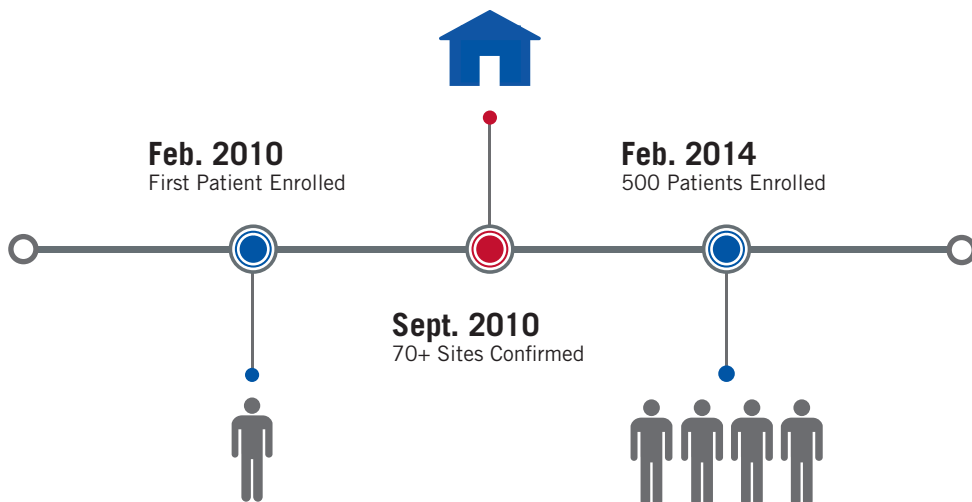 Feb. 2010
First Patient Enrolled
Sept. 2010
70+ Sites Confirmed
Feb. 2014
500 Patients Enrolled